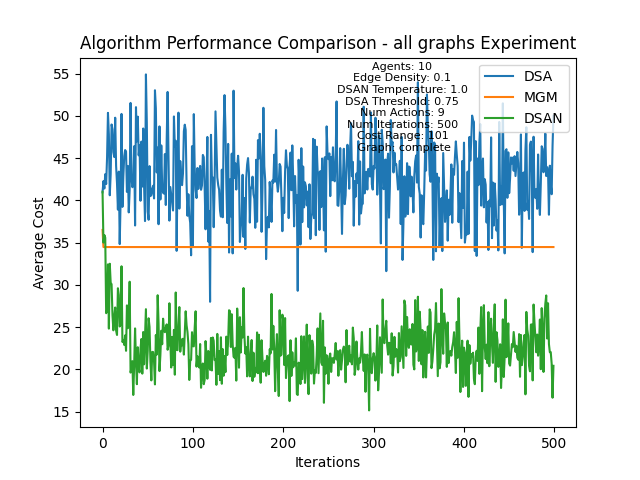 Algorithm Performance Comparison - all graphs Experiment
Agents: 10
Edge Density: 0.1
DSAN Temperature: 1.0
DSA Threshold: 0.75
Num Actions: 9
Num Iterations: 500
Cost Range: 101
Graph: complete
DSA
MGM
DSAN
Average Cost
55
50
45
40
35
30
25
20
15
0
100
200
300
400
500
Iterations